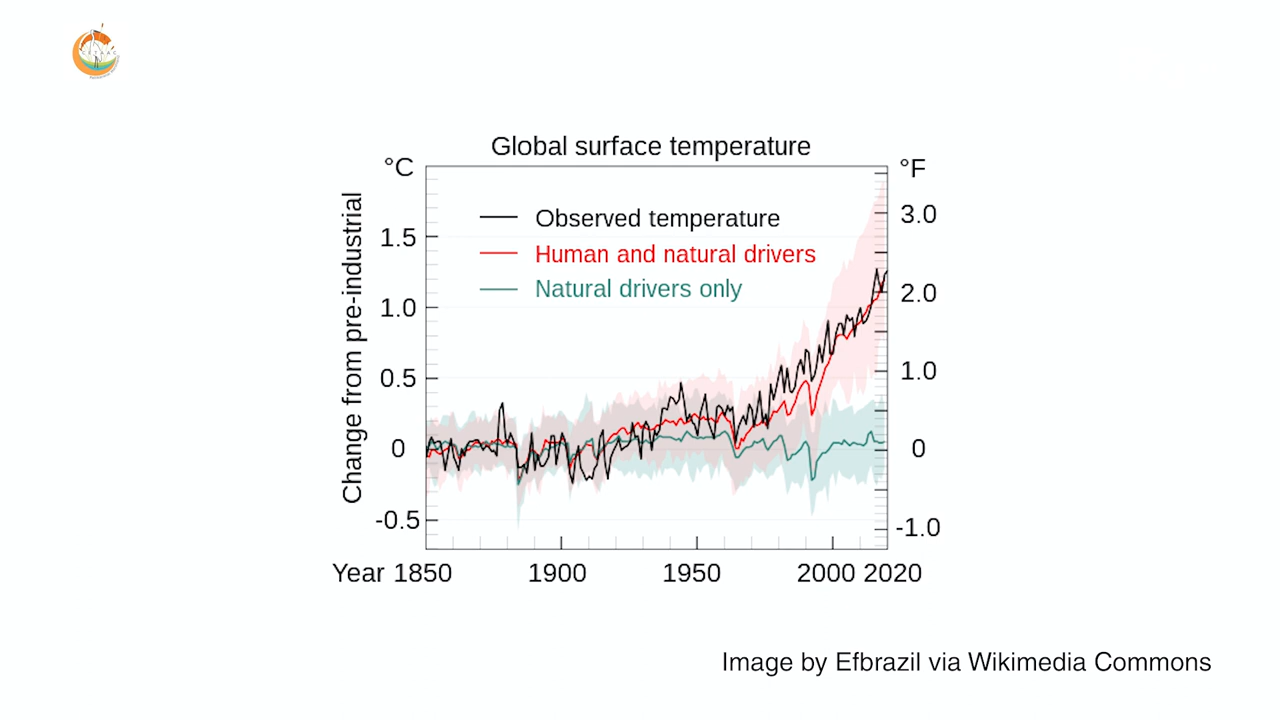 Global surface temperature
°C
°F
Change from pre-industrial
Observed temperature
Human and natural drivers
Natural drivers only
1.5
1.0
0.5
0
-0.5
3.0
2.0
1.0
0
-1.0
Year 1850 1900 1950 2000 2020
Image by Efbrazil via Wikimedia Commons